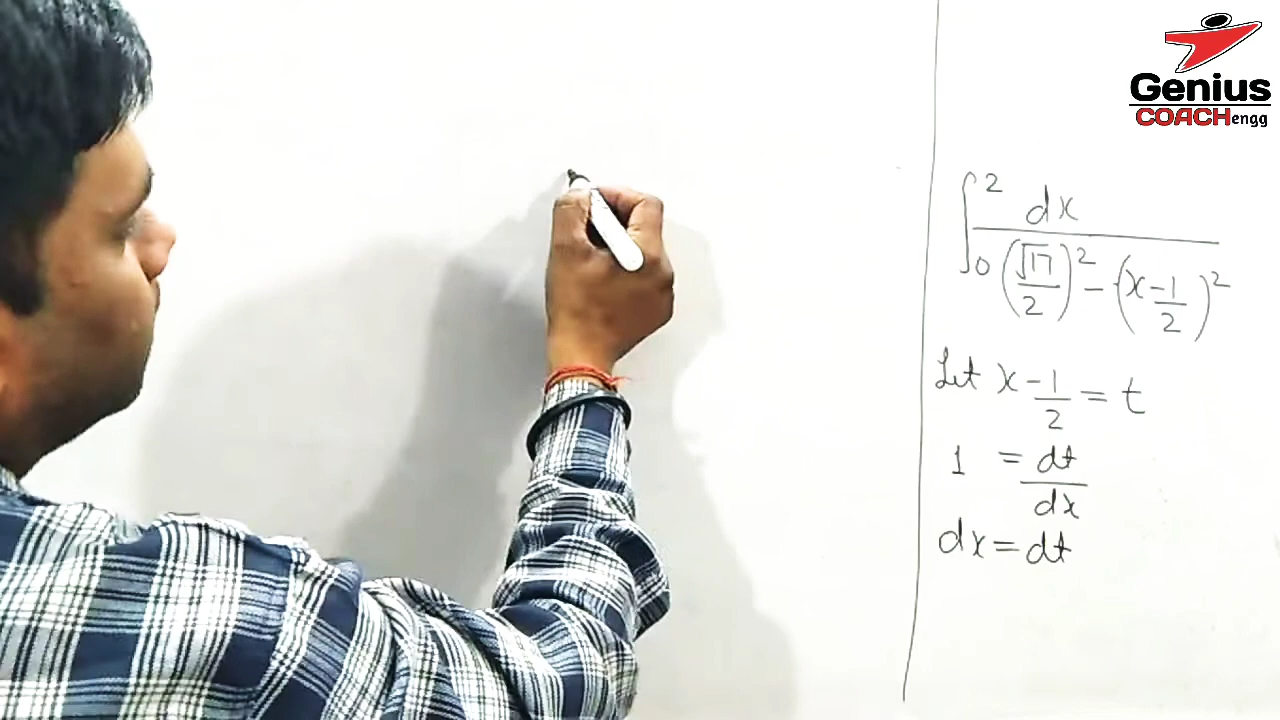 Genius
COACHengg
∫₀² dx / ((√17/2)² - (x - 1/2)²)
Let x - 1/2 = t
1 = dt/dx
dx = dt